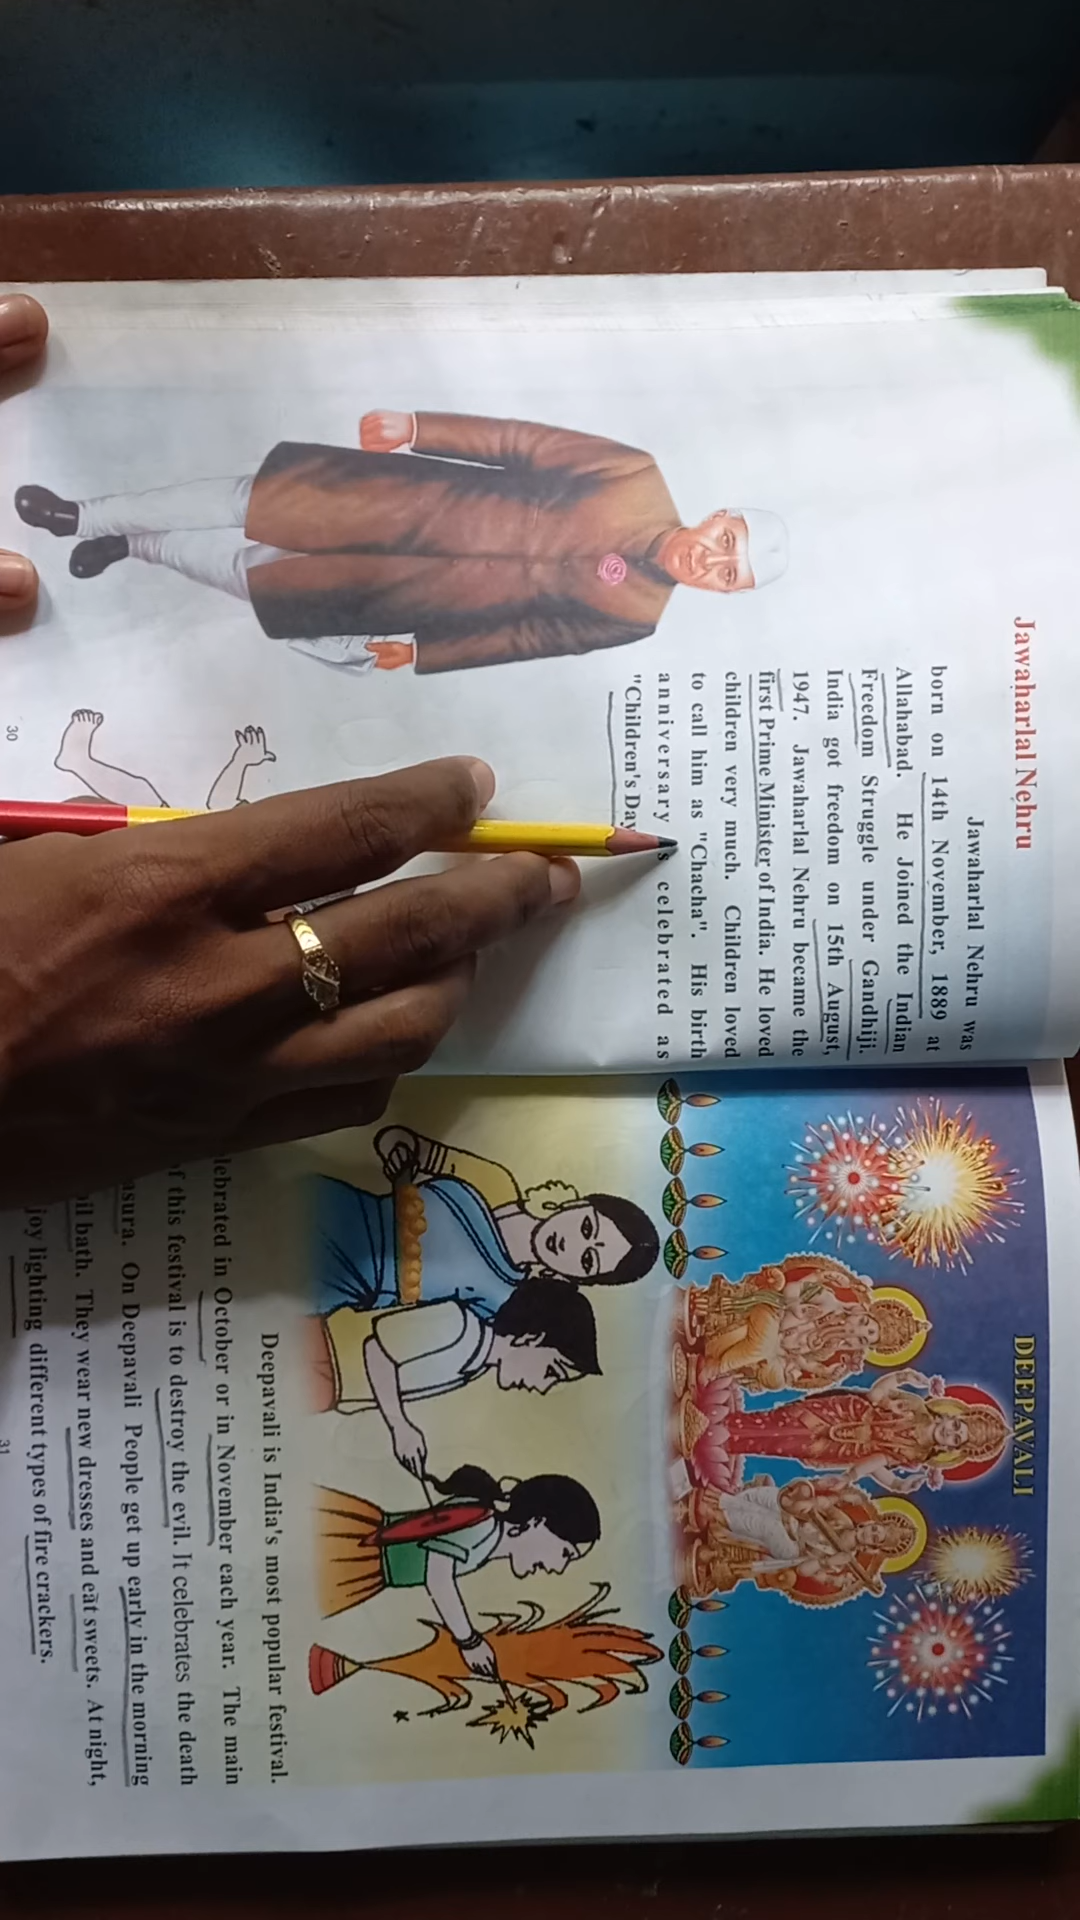 Jawaharlal Nehru
Jawaharlal Nehru was
born on 14th November, 1889 at
Allahabad. He Joined the Indian
Freedom Struggle under Gandhiji.
India got freedom on 15th August,
1947. Jawaharlal Nehru became the
first Prime Minister of India. He loved
children very much. Children loved
to call him as "Chacha". His birth
anniversary celebrated as
"Children's Day
30
DEEPAVALI
Deepavali is India's most popular festival.
in October or in November each year. The main
this festival is to destroy the evil. It celebrates the death
On Deepavali People get up early in the morning
bath. They wear new dresses and eat sweets. At night,
lighting different types of fire crackers.
31